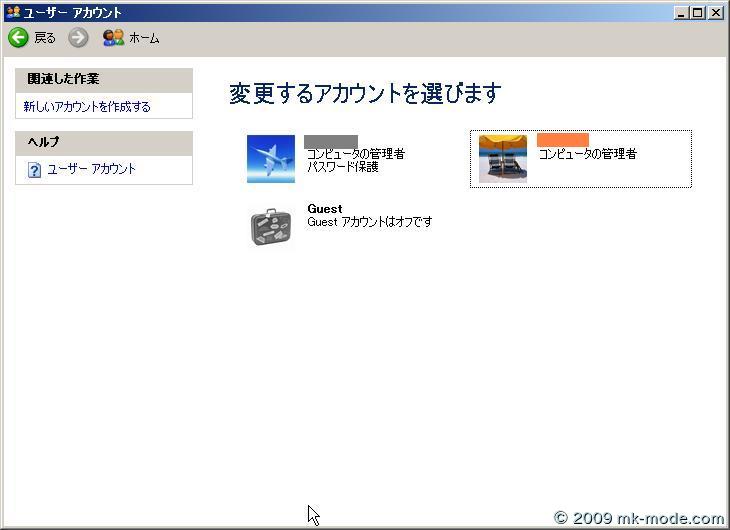 ユーザー アカウント
戻る
ホーム
関連した作業
新しいアカウントを作成する
ヘルプ
ユーザー アカウント
変更するアカウントを選びます
コンピュータの管理者
パスワード保護
コンピュータの管理者
Guest
Guest アカウントはオフです
© 2009 mk-mode.com